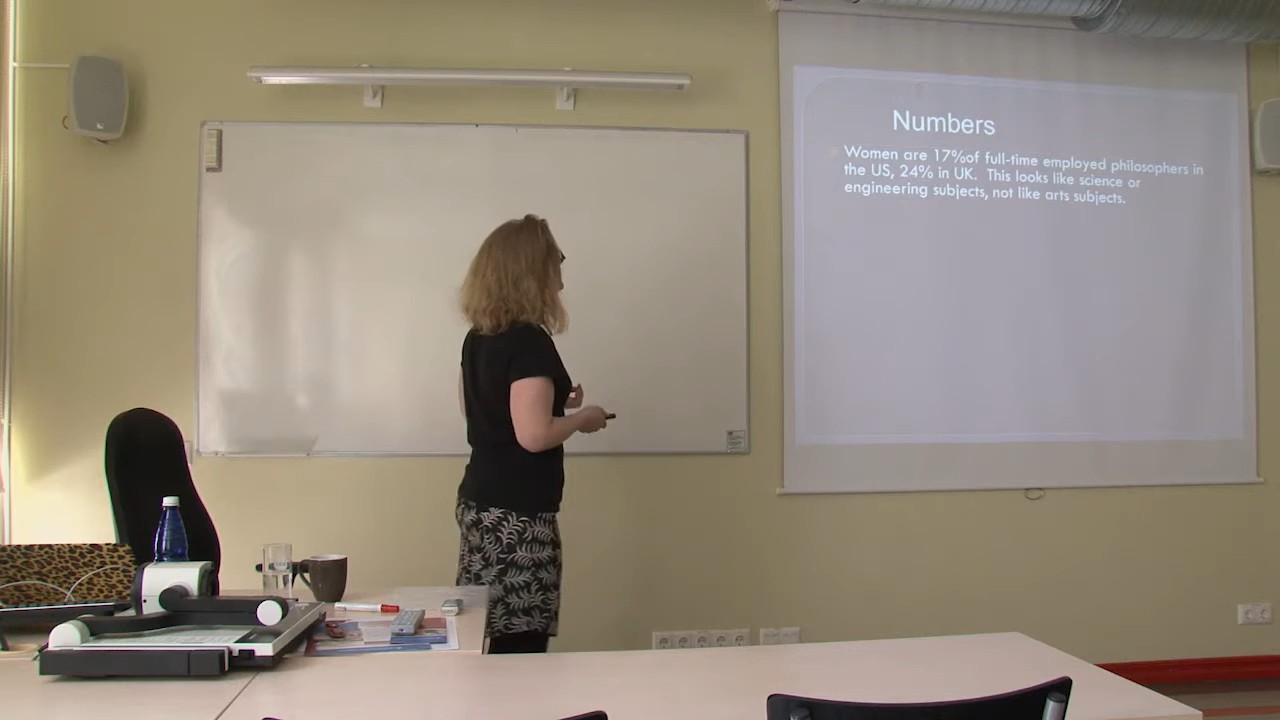 Numbers
Women are 17%of full-time employed philosophers in
the US, 24% in UK.  This looks like science or
engineering subjects, not like arts subjects.